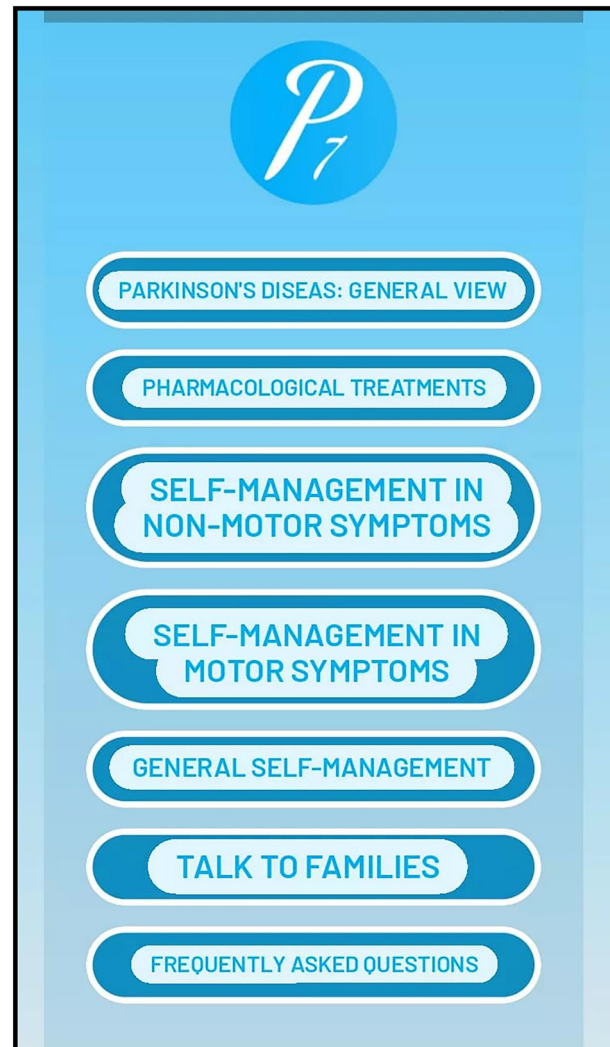 P7
PARKINSON'S DISEAS: GENERAL VIEW
PHARMACOLOGICAL TREATMENTS
SELF-MANAGEMENT IN
NON-MOTOR SYMPTOMS
SELF-MANAGEMENT IN
MOTOR SYMPTOMS
GENERAL SELF-MANAGEMENT
TALK TO FAMILIES
FREQUENTLY ASKED QUESTIONS